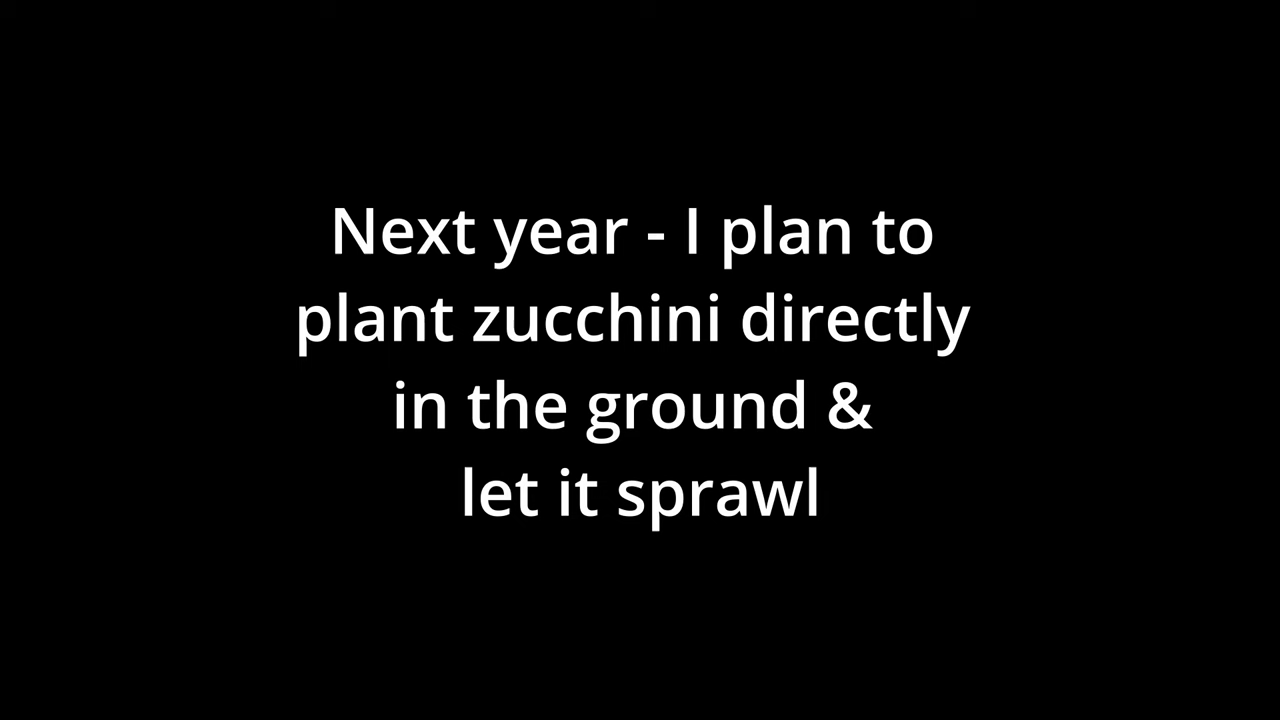 Next year - I plan to
plant zucchini directly
in the ground &
let it sprawl